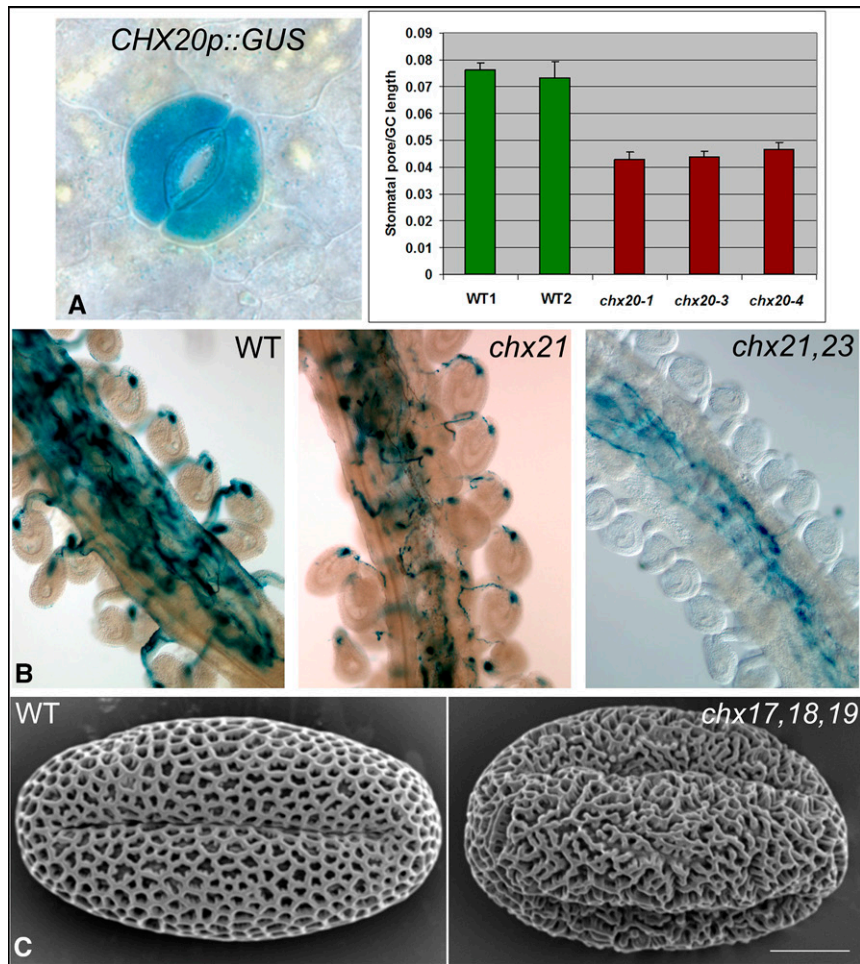 CHX20p::GUS
A
Stomatal pore/GC length
0.09
0.08
0.07
0.06
0.05
0.04
0.03
0.02
0.01
0
WT1 WT2 chx20-1 chx20-3 chx20-4
WT
chx21
chx21,23
B
WT
chx17,18,19
C